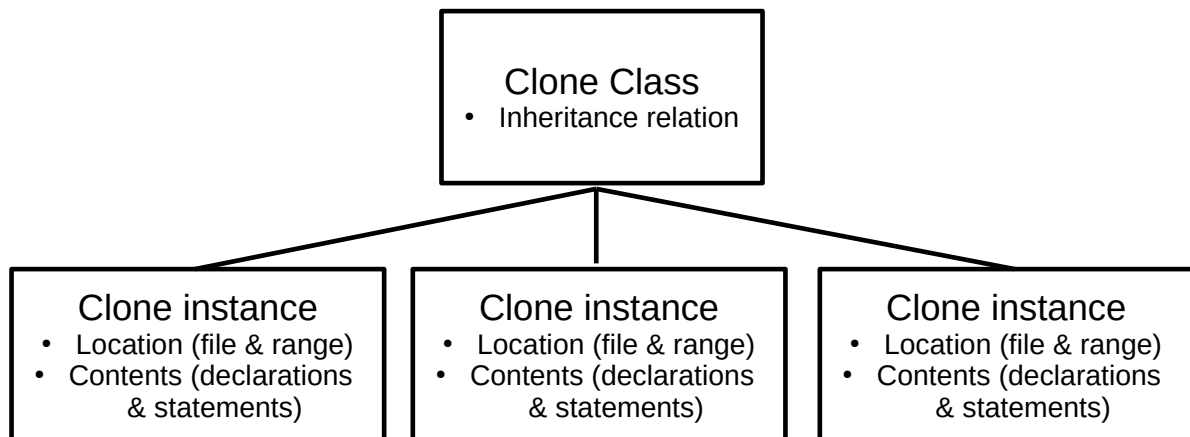 Clone Class
• Inheritance relation
Clone instance
• Location (file & range)
• Contents (declarations
& statements)
Clone instance
• Location (file & range)
• Contents (declarations
& statements)
Clone instance
• Location (file & range)
• Contents (declarations
& statements)